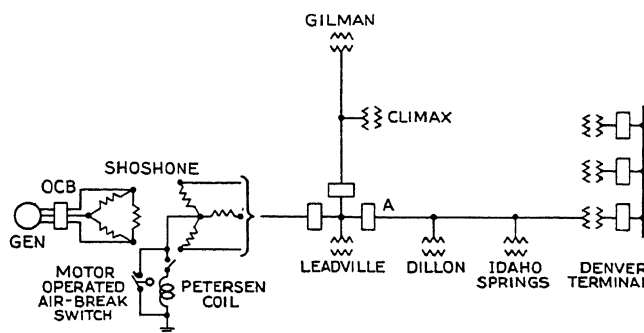 GILMAN
CLIMAX
SHOSHONE
OCB
GEN
A
MOTOR
OPERATED
AIR-BREAK
SWITCH
PETERSEN
COIL
LEADVILLE
DILLON
IDAHO
SPRINGS
DENVER
TERMINAL